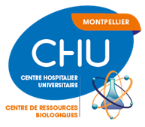 MONTPELLIER
CHU
CENTRE HOSPITALIER
UNIVERSITAIRE
CENTRE DE RESSOURCES
BIOLOGIQUES